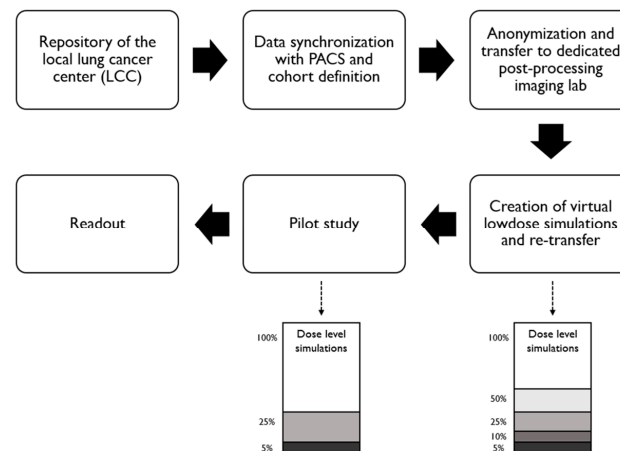 Repository of the
local lung cancer
center (LCC)
Data synchronization
with PACS and
cohort definition
Anonymization and
transfer to dedicated
post-processing
imaging lab
Readout
Pilot study
Creation of virtual
lowdose simulations
and re-transfer
100%
Dose level
simulations
25%
5%
100%
Dose level
simulations
50%
25%
10%
5%